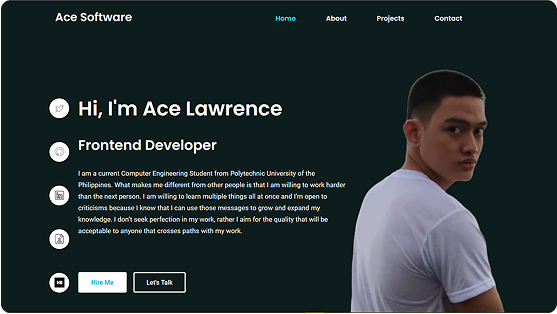 Ace Software
Home About Projects Contact
Hi, I'm Ace Lawrence
Frontend Developer
I am a current Computer Engineering Student from Polytechnic University of the
Philippines. What makes me different from other people is that I am willing to work harder
than the next person. I am willing to learn multiple things all at once and I'm open to
criticisms because I know that I can use those messages to grow and expand my
knowledge. I don't seek perfection in my work, rather I aim for the quality that will be
acceptable to anyone that crosses paths with my work.
Hire Me Let's Talk